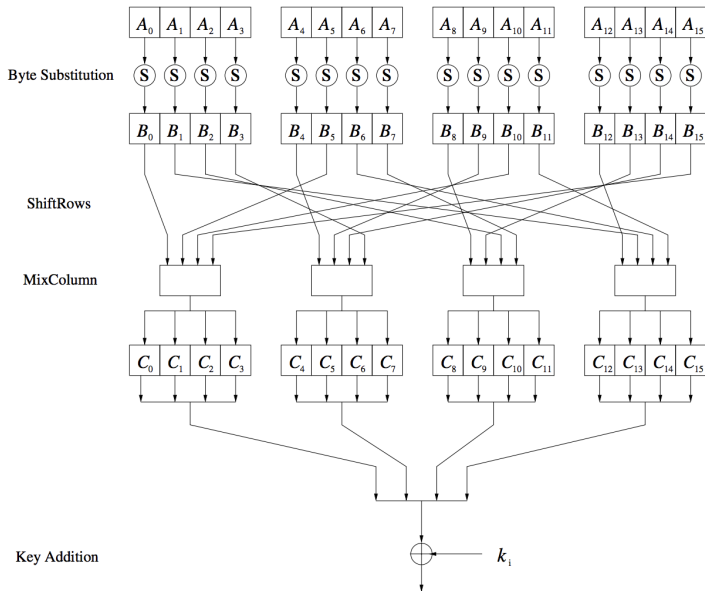 A₀ A₁ A₂ A₃ A₄ A₅ A₆ A₇ A₈ A₉ A₁₀ A₁₁ A₁₂ A₁₃ A₁₄ A₁₅
Byte Substitution S S S S S S S S S S S S S S S S
B₀ B₁ B₂ B₃ B₄ B₅ B₆ B₇ B₈ B₉ B₁₀ B₁₁ B₁₂ B₁₃ B₁₄ B₁₅
ShiftRows
MixColumn
C₀ C₁ C₂ C₃ C₄ C₅ C₆ C₇ C₈ C₉ C₁₀ C₁₁ C₁₂ C₁₃ C₁₄ C₁₅
Key Addition kᵢ